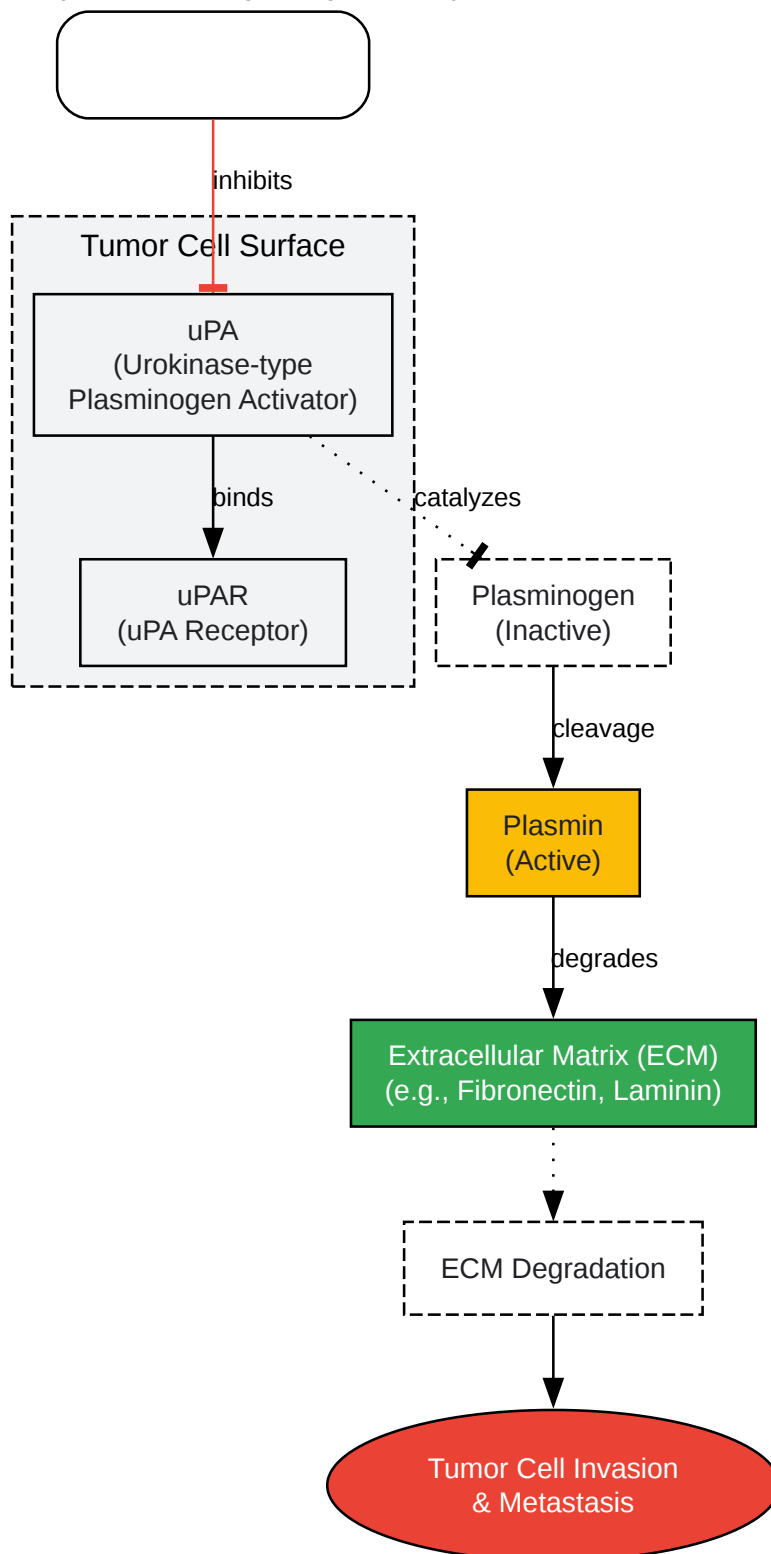 inhibits
Tumor Cell Surface
uPA
(Urokinase-type
Plasminogen Activator)
binds
catalyzes
uPAR
(uPA Receptor)
Plasminogen
(Inactive)
cleavage
Plasmin
(Active)
degrades
Extracellular Matrix (ECM)
(e.g., Fibronectin, Laminin)
ECM Degradation
Tumor Cell Invasion
& Metastasis